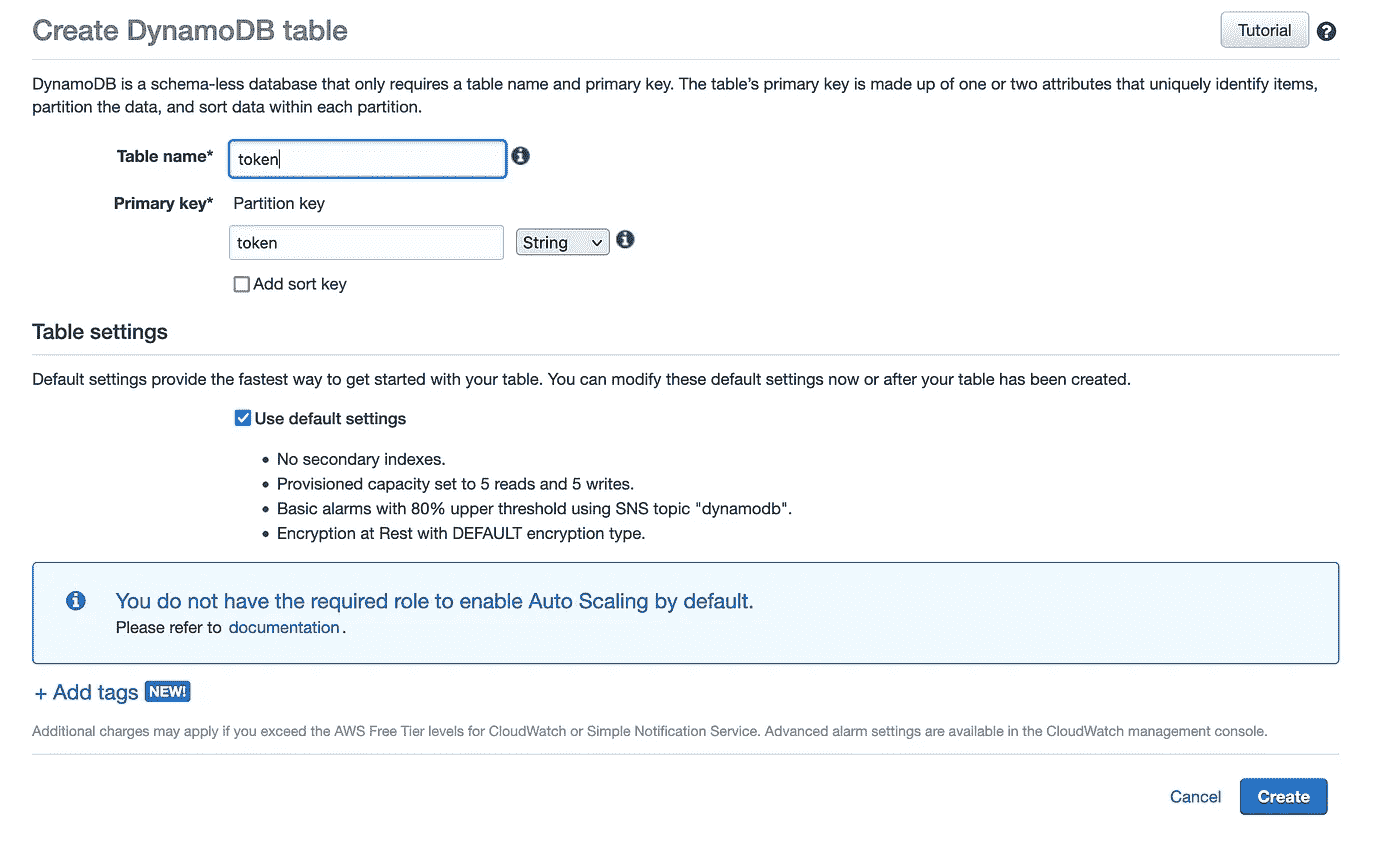 Create DynamoDB table
Tutorial
DynamoDB is a schema-less database that only requires a table name and primary key. The table's primary key is made up of one or two attributes that uniquely identify items,
partition the data, and sort data within each partition.
Table name* token
Primary key* Partition key
token String
Add sort key
Table settings
Default settings provide the fastest way to get started with your table. You can modify these default settings now or after your table has been created.
Use default settings
• No secondary indexes.
• Provisioned capacity set to 5 reads and 5 writes.
• Basic alarms with 80% upper threshold using SNS topic "dynamodb".
• Encryption at Rest with DEFAULT encryption type.
You do not have the required role to enable Auto Scaling by default.
Please refer to documentation.
+ Add tags NEW!
Additional charges may apply if you exceed the AWS Free Tier levels for CloudWatch or Simple Notification Service. Advanced alarm settings are available in the CloudWatch management console.
Cancel Create